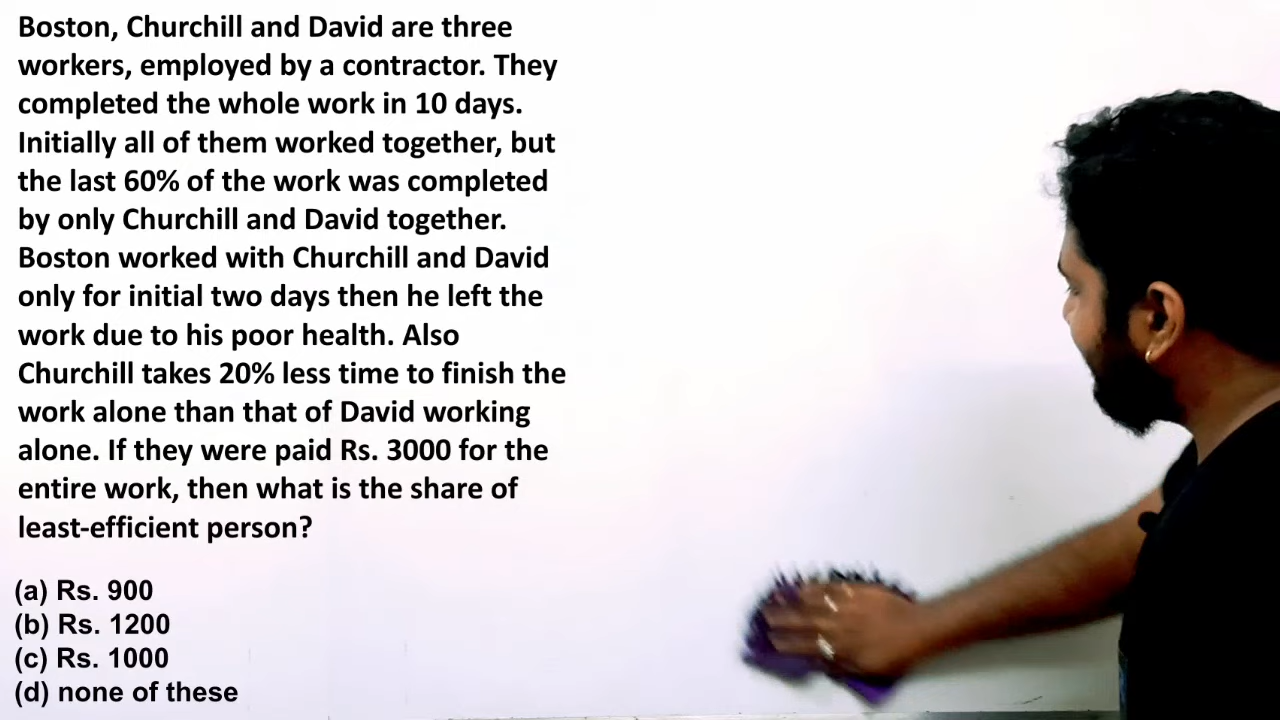 Boston, Churchill and David are three
workers, employed by a contractor. They
completed the whole work in 10 days.
Initially all of them worked together, but
the last 60% of the work was completed
by only Churchill and David together.
Boston worked with Churchill and David
only for initial two days then he left the
work due to his poor health. Also
Churchill takes 20% less time to finish the
work alone than that of David working
alone. If they were paid Rs. 3000 for the
entire work, then what is the share of
least-efficient person?
(a) Rs. 900
(b) Rs. 1200
(c) Rs. 1000
(d) none of these